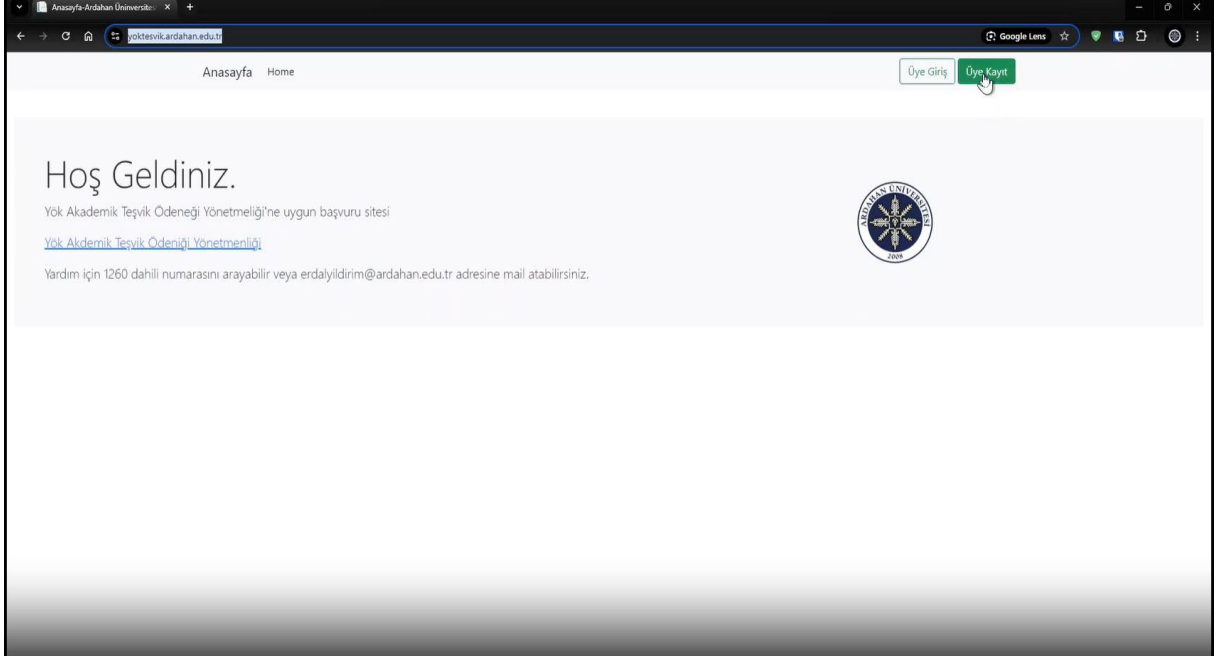 Anasayfa-Ardahan Üninversites
yoktesvik.ardahan.edu.tr
Google Lens
Anasayfa Home
Üye Giriş Üye Kayıt
Hoş Geldiniz.
Yök Akademik Teşvik Ödeneği Yönetmeliği'ne uygun başvuru sitesi
Yök Akdemik Teşvik Ödeniği Yönetmenliği
Yardım için 1260 dahili numarasını arayabilir veya erdalyildirim@ardahan.edu.tr adresine mail atabilirsiniz.
ARDAHAN ÜNİVERSİTESİ
2008